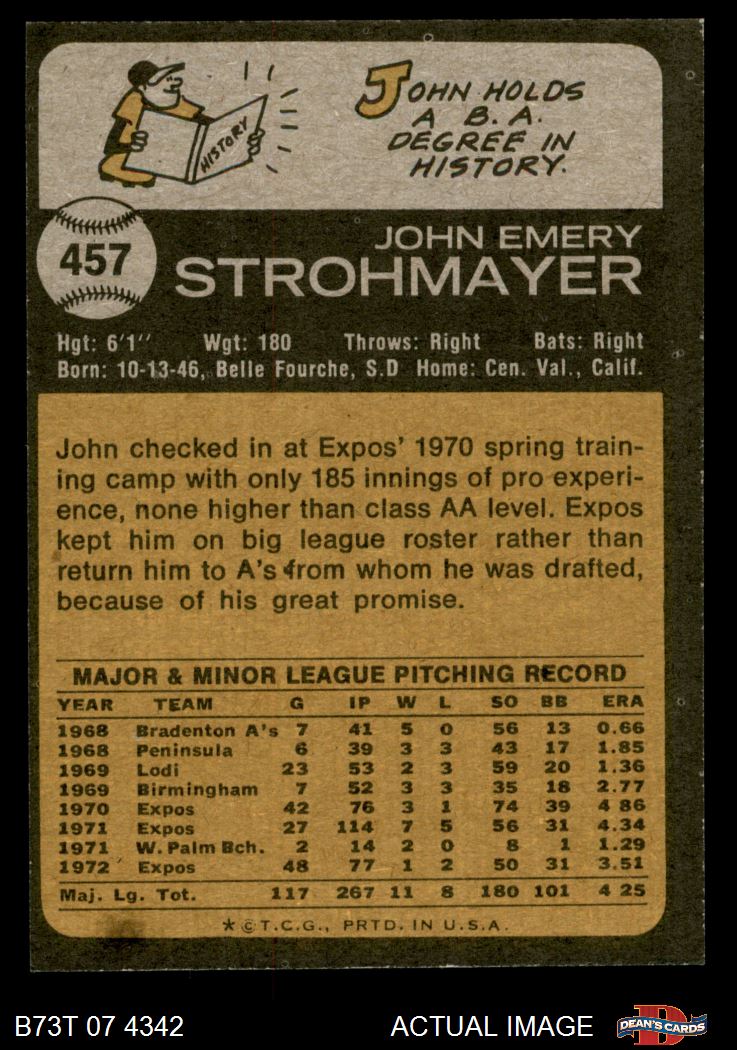 HISTORY
JOHN HOLDS
A B.A.
DEGREE IN
HISTORY.
457
JOHN EMERY
STROHMAYER
Hgt: 6'1" Wgt: 180 Throws: Right Bats: Right
Born: 10-13-46, Belle Fourche, S.D Home: Cen. Val., Calif.
John checked in at Expos' 1970 spring train-
ing camp with only 185 innings of pro experi-
ence, none higher than class AA level. Expos
kept him on big league roster rather than
return him to A's from whom he was drafted,
because of his great promise.
MAJOR & MINOR LEAGUE PITCHING RECORD
YEAR TEAM G IP W L SO BB ERA
1968 Bradenton A's 7 41 5 0 56 13 0.66
1968 Peninsula 6 39 3 3 43 17 1.85
1969 Lodi 23 53 2 3 59 20 1.36
1969 Birmingham 7 52 3 3 35 18 2.77
1970 Expos 42 76 3 1 74 39 4 86
1971 Expos 27 114 7 5 56 31 4.34
1971 W. Palm Bch. 2 14 2 0 8 1 1.29
1972 Expos 48 77 1 2 50 31 3.51
Maj. Lg. Tot. 117 267 11 8 180 101 4 25
* © T.C.G., PRTD. IN U.S.A.
B73T 07 4342 ACTUAL IMAGE DEAN'S CARDS